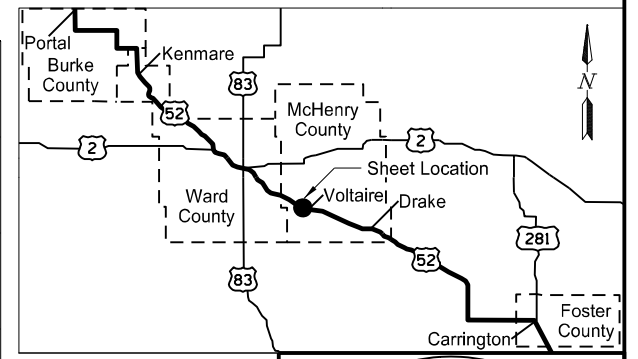 Portal
Burke
County
Kenmare
83
52
McHenry
County
N
2
2
Sheet Location
Ward
County
Voltaire
Drake
281
52
83
Foster
County
Carrington